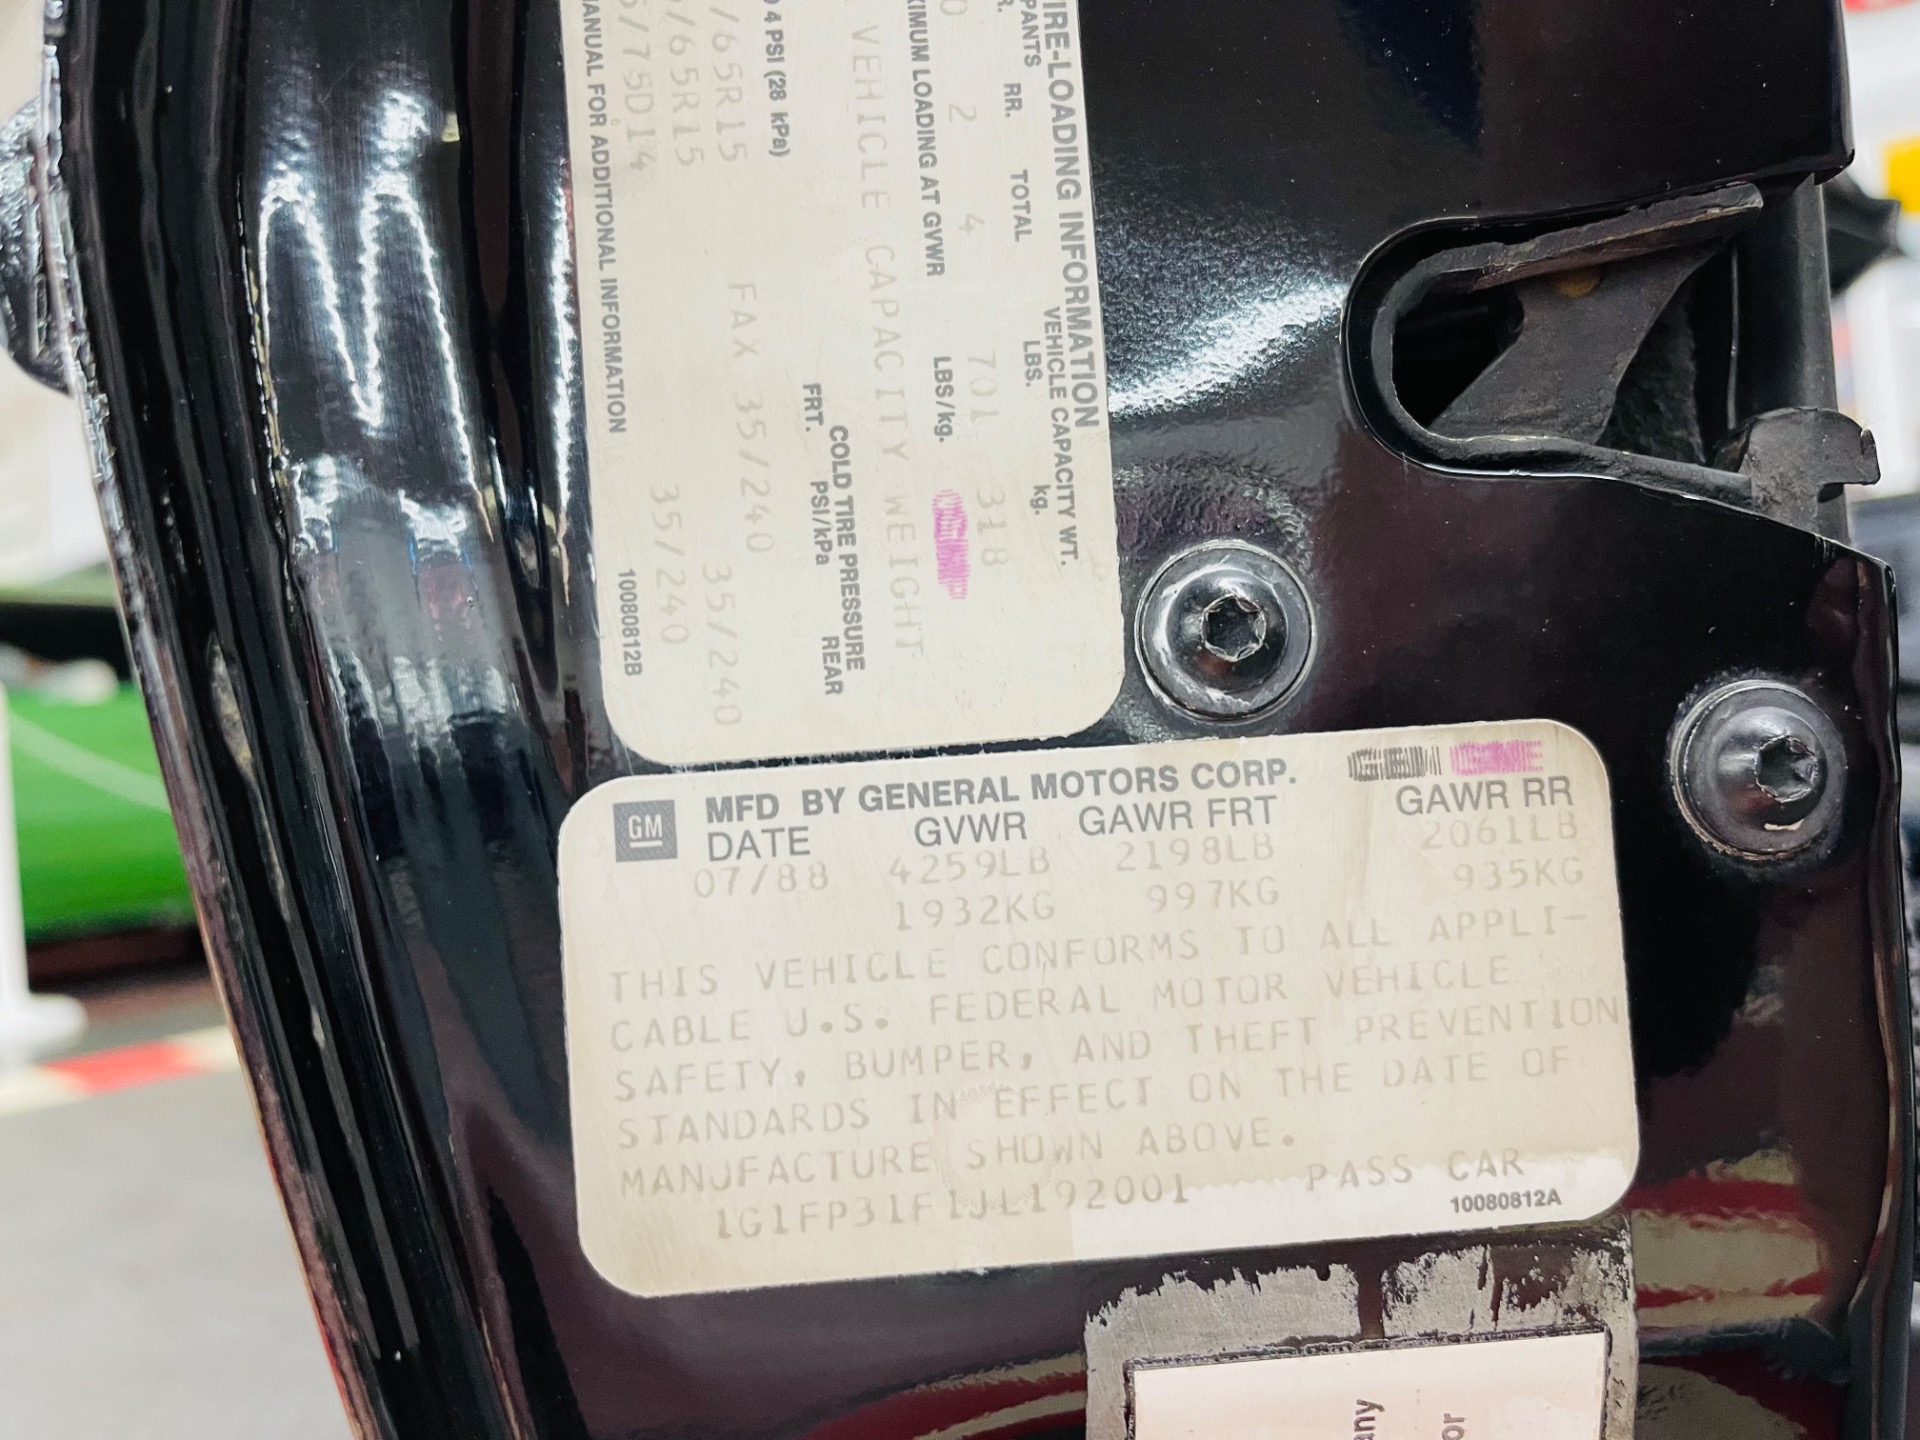 TIRE-LOADING INFORMATION
VEHICLE CAPACITY WT.
RR. TOTAL LBS. kg.
2 4 701 318
MAXIMUM LOADING AT GVWR LBS/kg.
VEHICLE CAPACITY WEIGHT
COLD TIRE PRESSURE
FRT. PSI/kPa REAR
4 PSI (28 kPa)
/65R15 FAX 35/240 35/240
/65R15
/75D14 35/240
MANUAL FOR ADDITIONAL INFORMATION 10080812B
GM
MFD BY GENERAL MOTORS CORP.
DATE GVWR GAWR FRT GAWR RR
07/88 4259LB 2198LB 2061LB
1932KG 997KG 935KG
THIS VEHICLE CONFORMS TO ALL APPLI-
CABLE U.S. FEDERAL MOTOR VEHICLE
SAFETY, BUMPER, AND THEFT PREVENTION
STANDARDS IN EFFECT ON THE DATE OF
MANUFACTURE SHOWN ABOVE.
1G1FP31F1JL192001 PASS CAR
10080812A